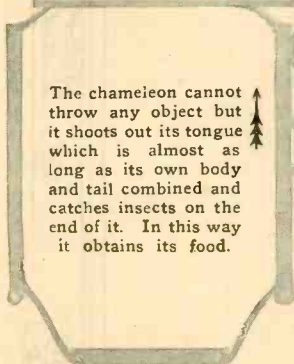 The chameleon cannot
throw any object but
it shoots out its tongue
which is almost as
long as its own body
and tail combined and
catches insects on the
end of it. In this way
it obtains its food.